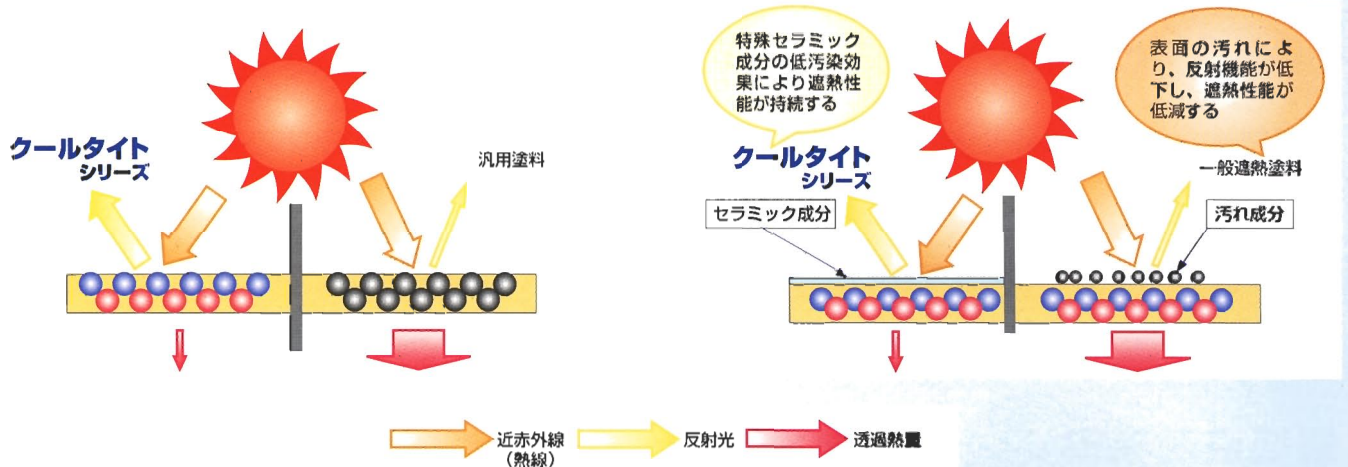 クールタイト
シリーズ
汎用塗料
特殊セラミック
成分の低汚染効
果により遮熱性
能が持続する
表面の汚れによ
り、反射機能が低
下し、遮熱性能が
低減する
クールタイト
シリーズ
一般遮熱塗料
セラミック成分
汚れ成分
近赤外線
（熱線）
反射光
透過熱量